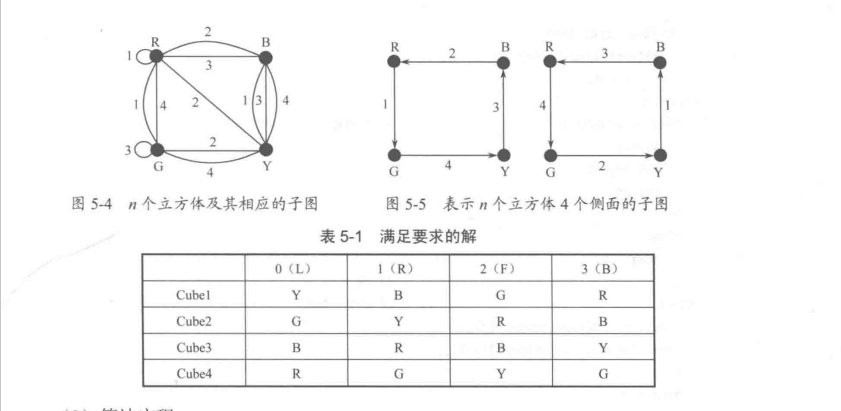 R 2 B
1 3
1 4 2 1 3 4
3 2
G 4 Y
R 2 B
1 3
G 4 Y
R 3 B
4 1
G 2 Y
图 5-4 n 个立方体及其相应的子图
图 5-5 表示 n 个立方体 4 个侧面的子图
表 5-1 满足要求的解
0（L） 1（R） 2（F） 3（B）
Cube1 Y B G R
Cube2 G Y R B
Cube3 B R B Y
Cube4 R G Y G